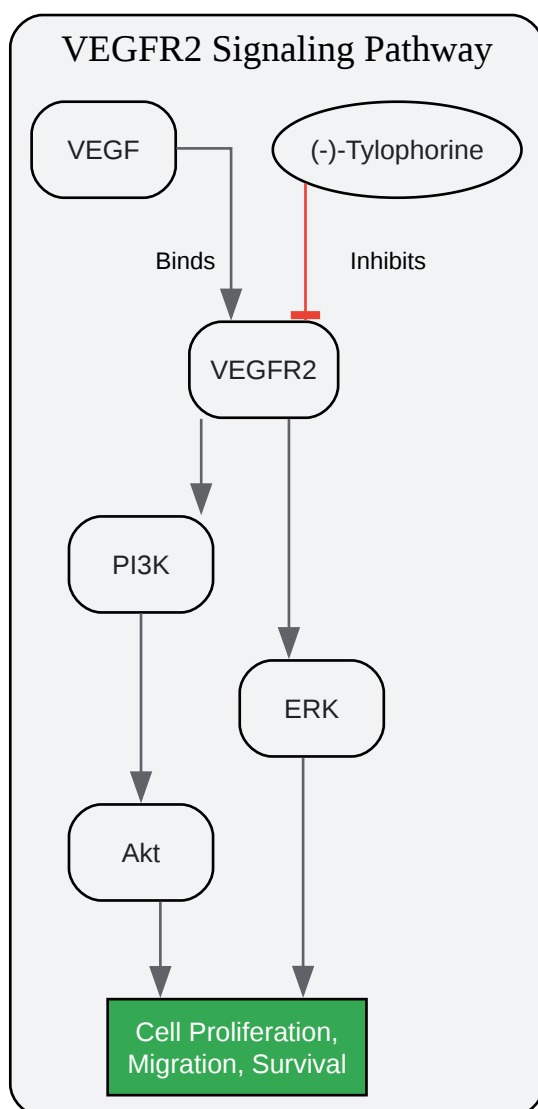 VEGFR2 Signaling Pathway
VEGF
(-)-Tylophorine
Binds
Inhibits
VEGFR2
PI3K
ERK
Akt
Cell Proliferation,
Migration, Survival